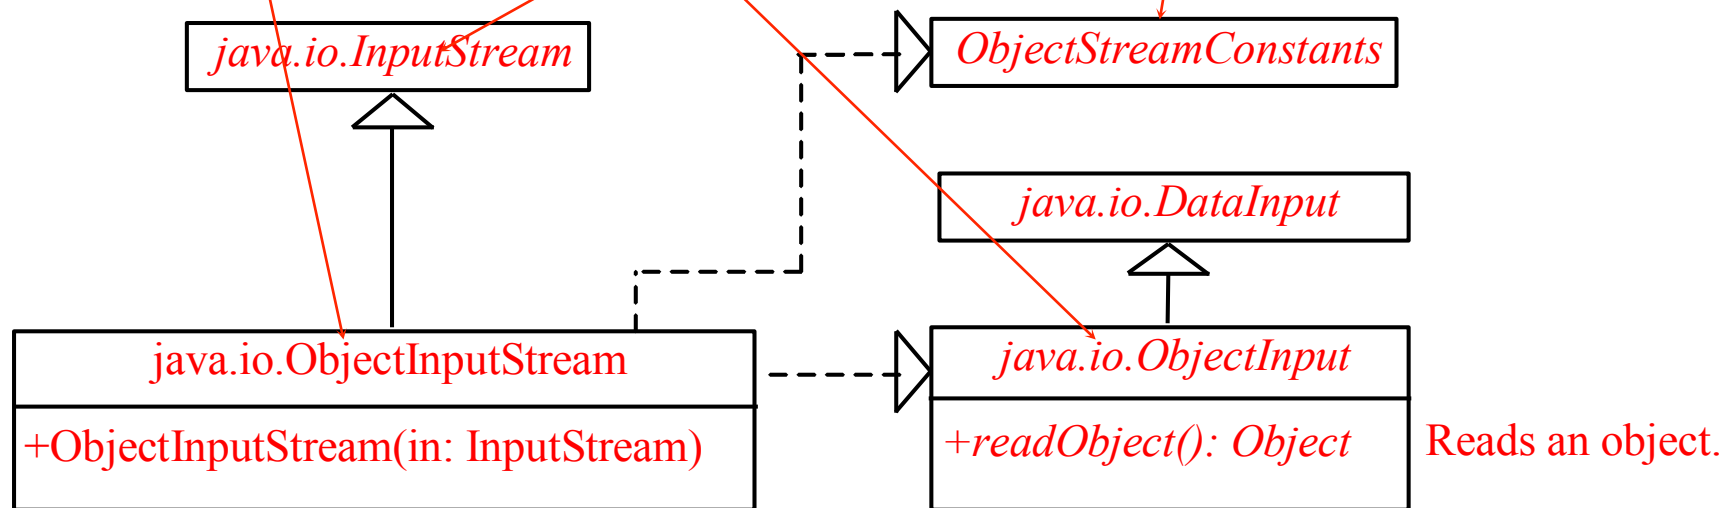 java.io.InputStream
ObjectStreamConstants
java.io.DataInput
java.io.ObjectInputStream
java.io.ObjectInput
+ObjectInputStream(in: InputStream)
+readObject(): Object
Reads an object.